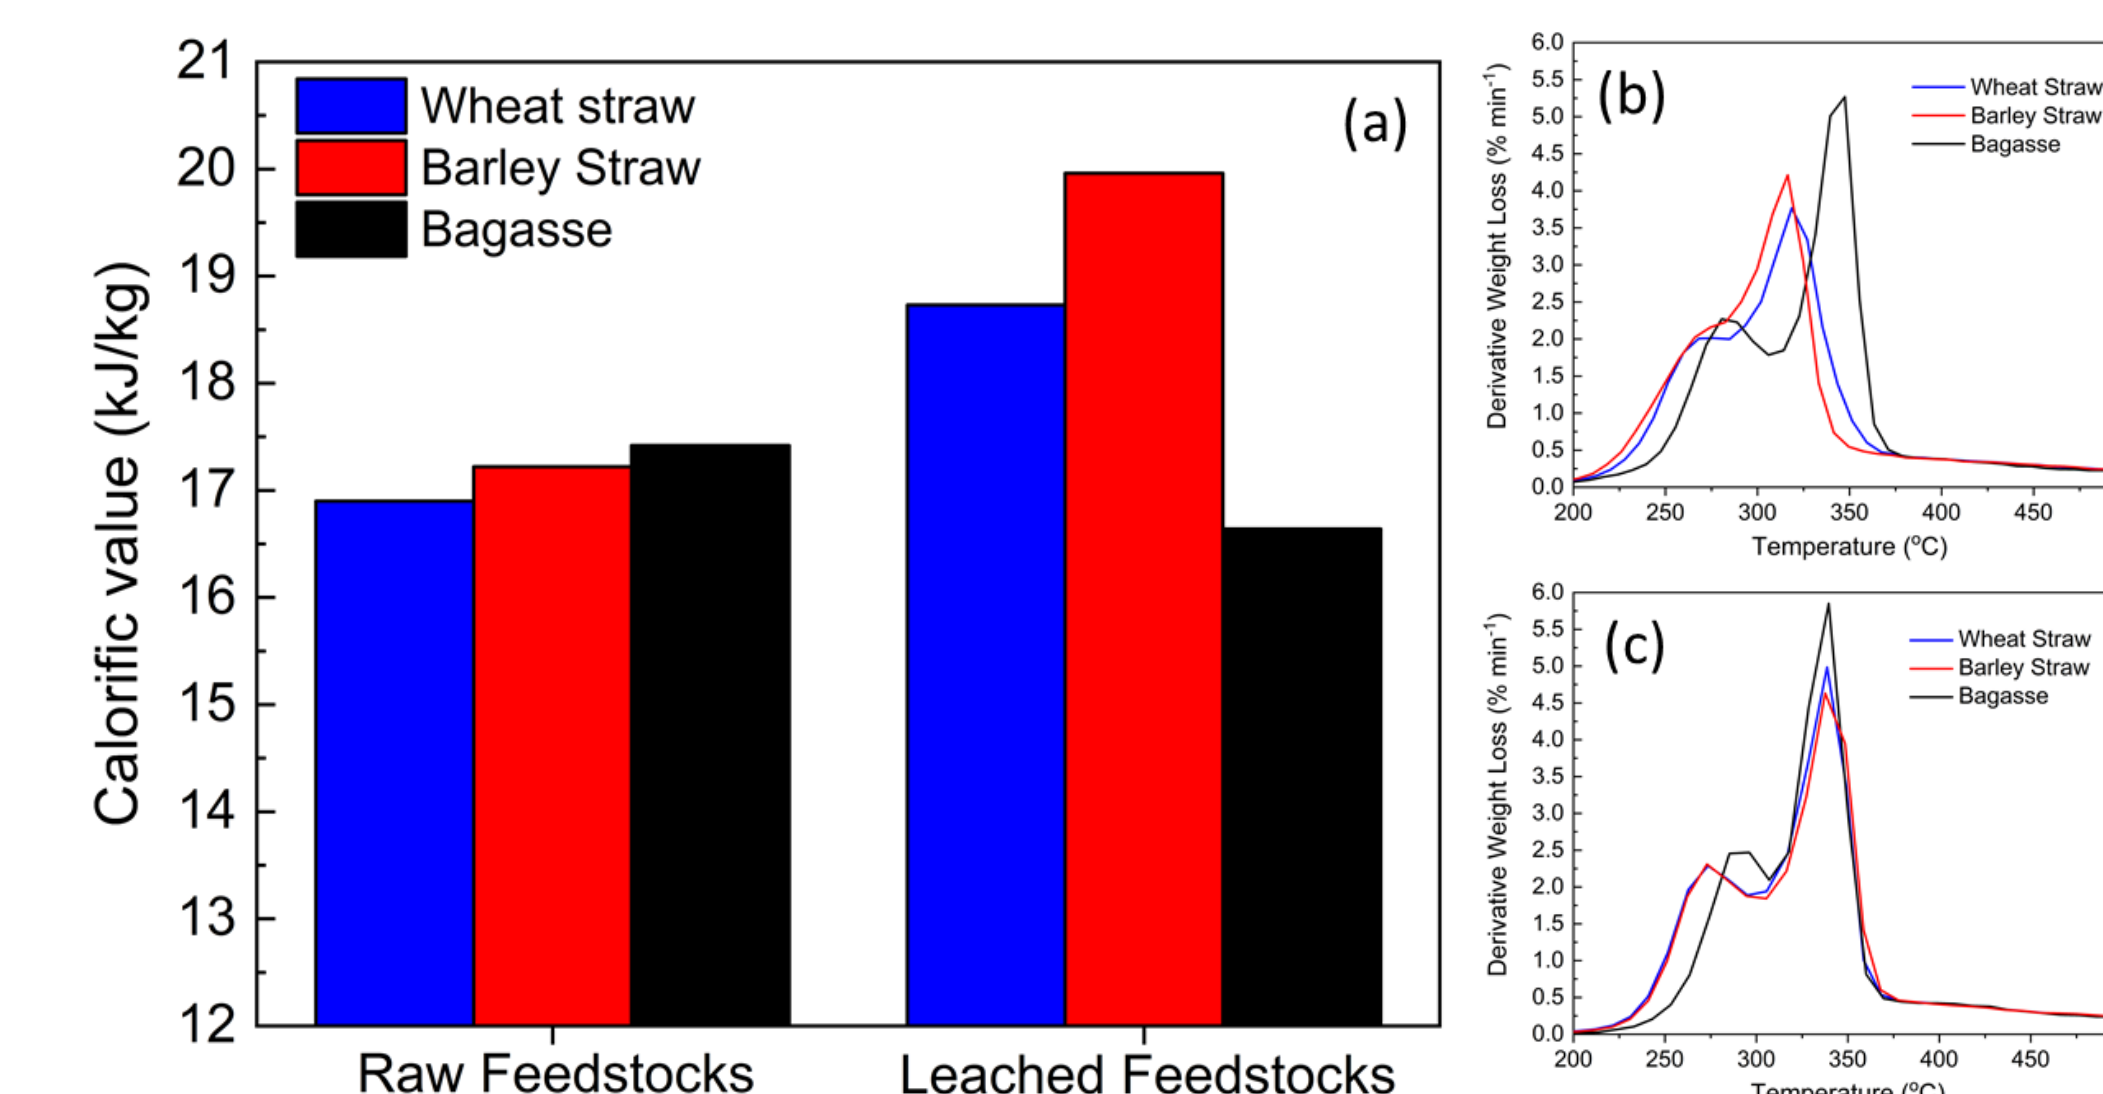 21
20
19
18
17
16
15
14
13
12
Calorific value (kJ/kg)
Wheat straw
Barley Straw
Bagasse
(a)
Raw Feedstocks
Leached Feedstocks
6.0
5.5
5.0
4.5
4.0
3.5
3.0
2.5
2.0
1.5
1.0
0.5
0.0
Derivative Weight Loss (% min⁻¹)
(b)
Wheat Straw
Barley Straw
Bagasse
200 250 300 350 400 450
Temperature (°C)
6.0
5.5
5.0
4.5
4.0
3.5
3.0
2.5
2.0
1.5
1.0
0.5
0.0
Derivative Weight Loss (% min⁻¹)
(c)
Wheat Straw
Barley Straw
Bagasse
200 250 300 350 400 450
Temperature (°C)